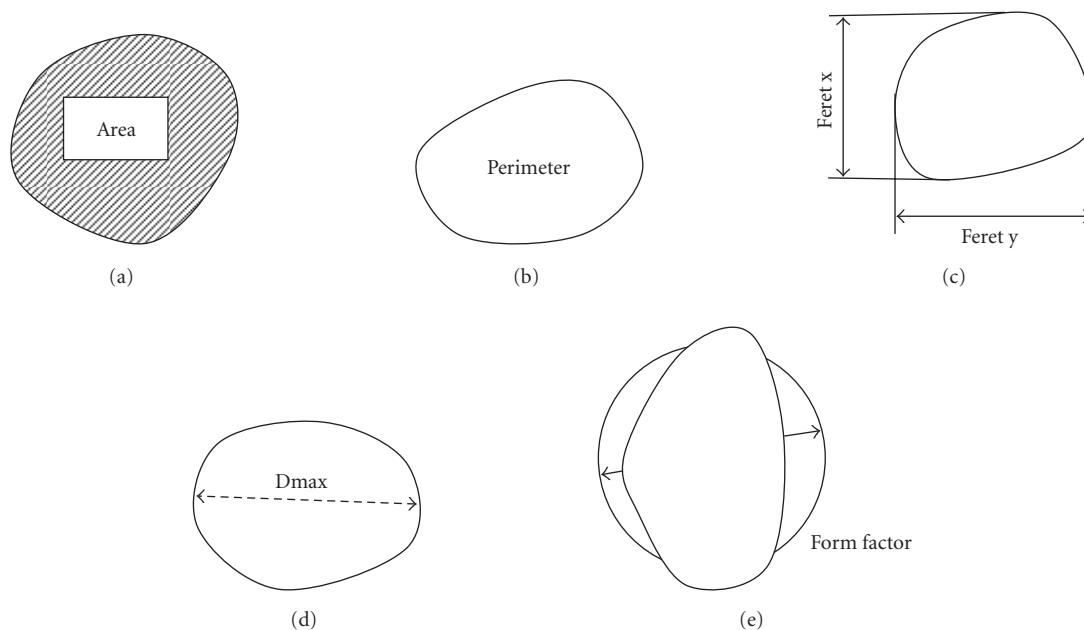 Area
(a)
Perimeter
(b)
Feret x
Feret y
(c)
Dmax
(d)
Form factor
(e)